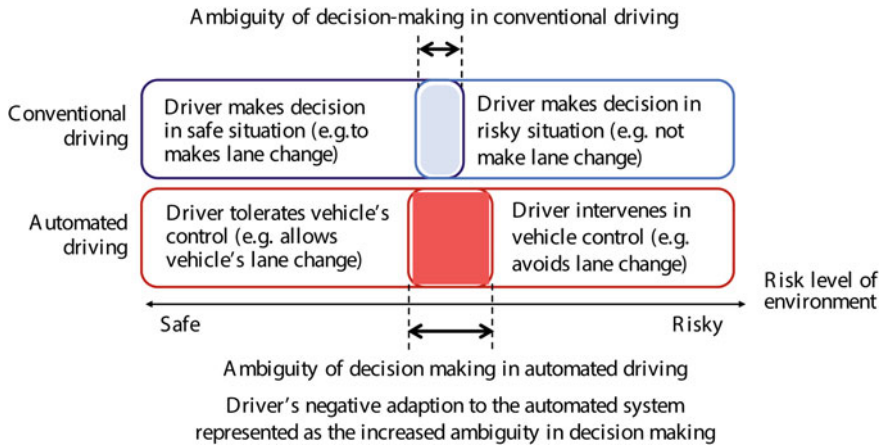 Ambiguity of decision-making in conventional driving
Conventional
driving
Driver makes decision
in safe situation (e.g.to
makes lane change)
Driver makes decision in
risky situation (e.g. not
make lane change)
Automated
driving
Driver tolerates vehicle's
control (e.g. allows
vehicle's lane change)
Driver intervenes in
vehicle control (e.g.
avoids lane change)
Risk level of
environment
Safe
Risky
Ambiguity of decision making in automated driving
Driver's negative adaption to the automated system
represented as the increased ambiguity in decision making